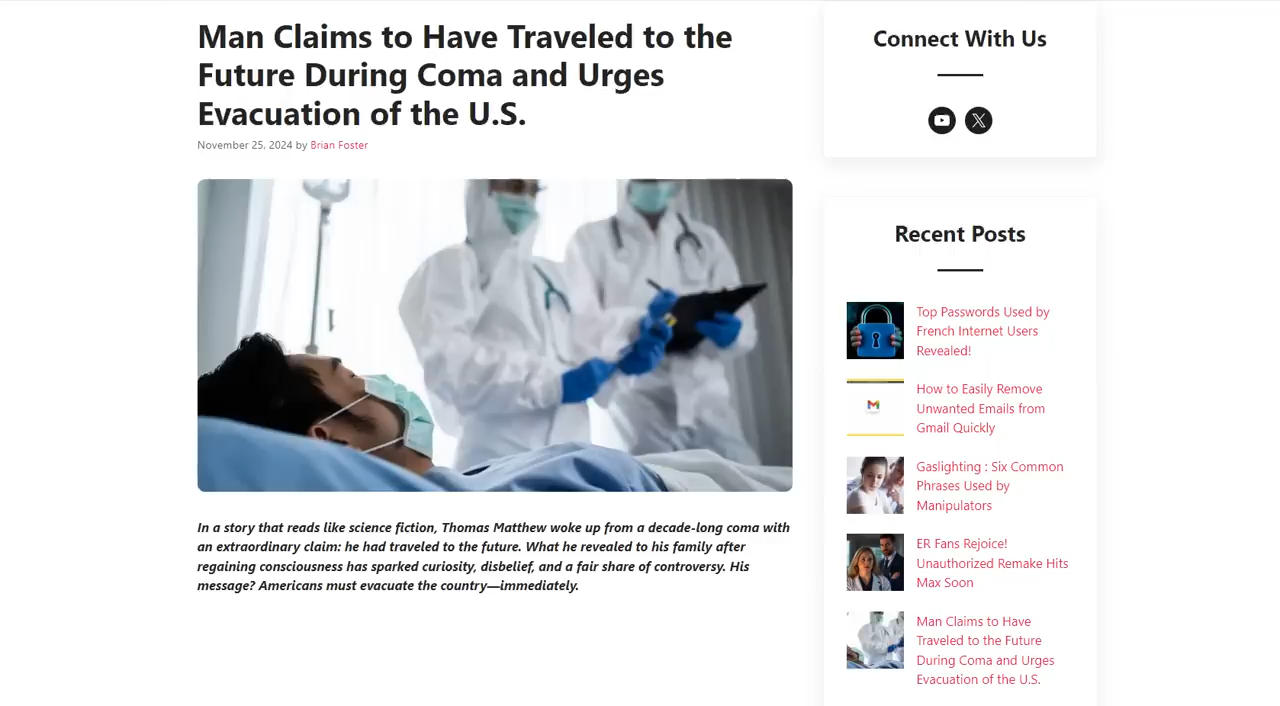 Man Claims to Have Traveled to the
Future During Coma and Urges
Evacuation of the U.S.
November 25, 2024 by Brian Foster
In a story that reads like science fiction, Thomas Matthew woke up from a decade-long coma with
an extraordinary claim: he had traveled to the future. What he revealed to his family after
regaining consciousness has sparked curiosity, disbelief, and a fair share of controversy. His
message? Americans must evacuate the country—immediately.
Connect With Us
Recent Posts
Top Passwords Used by
French Internet Users
Revealed!
How to Easily Remove
Unwanted Emails from
Gmail Quickly
Gaslighting : Six Common
Phrases Used by
Manipulators
ER Fans Rejoice!
Unauthorized Remake Hits
Max Soon
Man Claims to Have
Traveled to the Future
During Coma and Urges
Evacuation of the U.S.